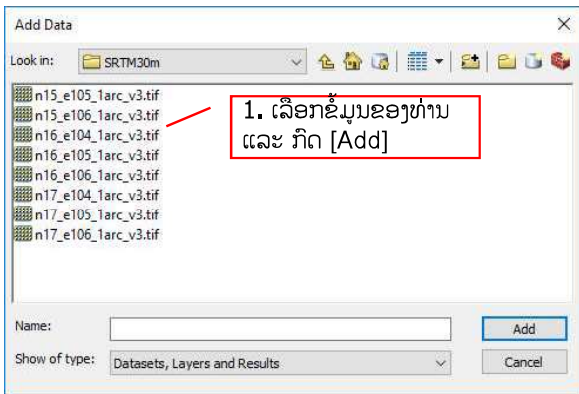 Add Data
Look in: SRTM30m
n15_e105_1arc_v3.tif
n15_e106_1arc_v3.tif
n16_e104_1arc_v3.tif
n16_e105_1arc_v3.tif
n16_e106_1arc_v3.tif
n17_e104_1arc_v3.tif
n17_e105_1arc_v3.tif
n17_e106_1arc_v3.tif
1. ເລືອກຂໍ້ມູນຂອງທ່ານ
ແລະ ກົດ [Add]
Name:
Add
Show of type: Datasets, Layers and Results
Cancel